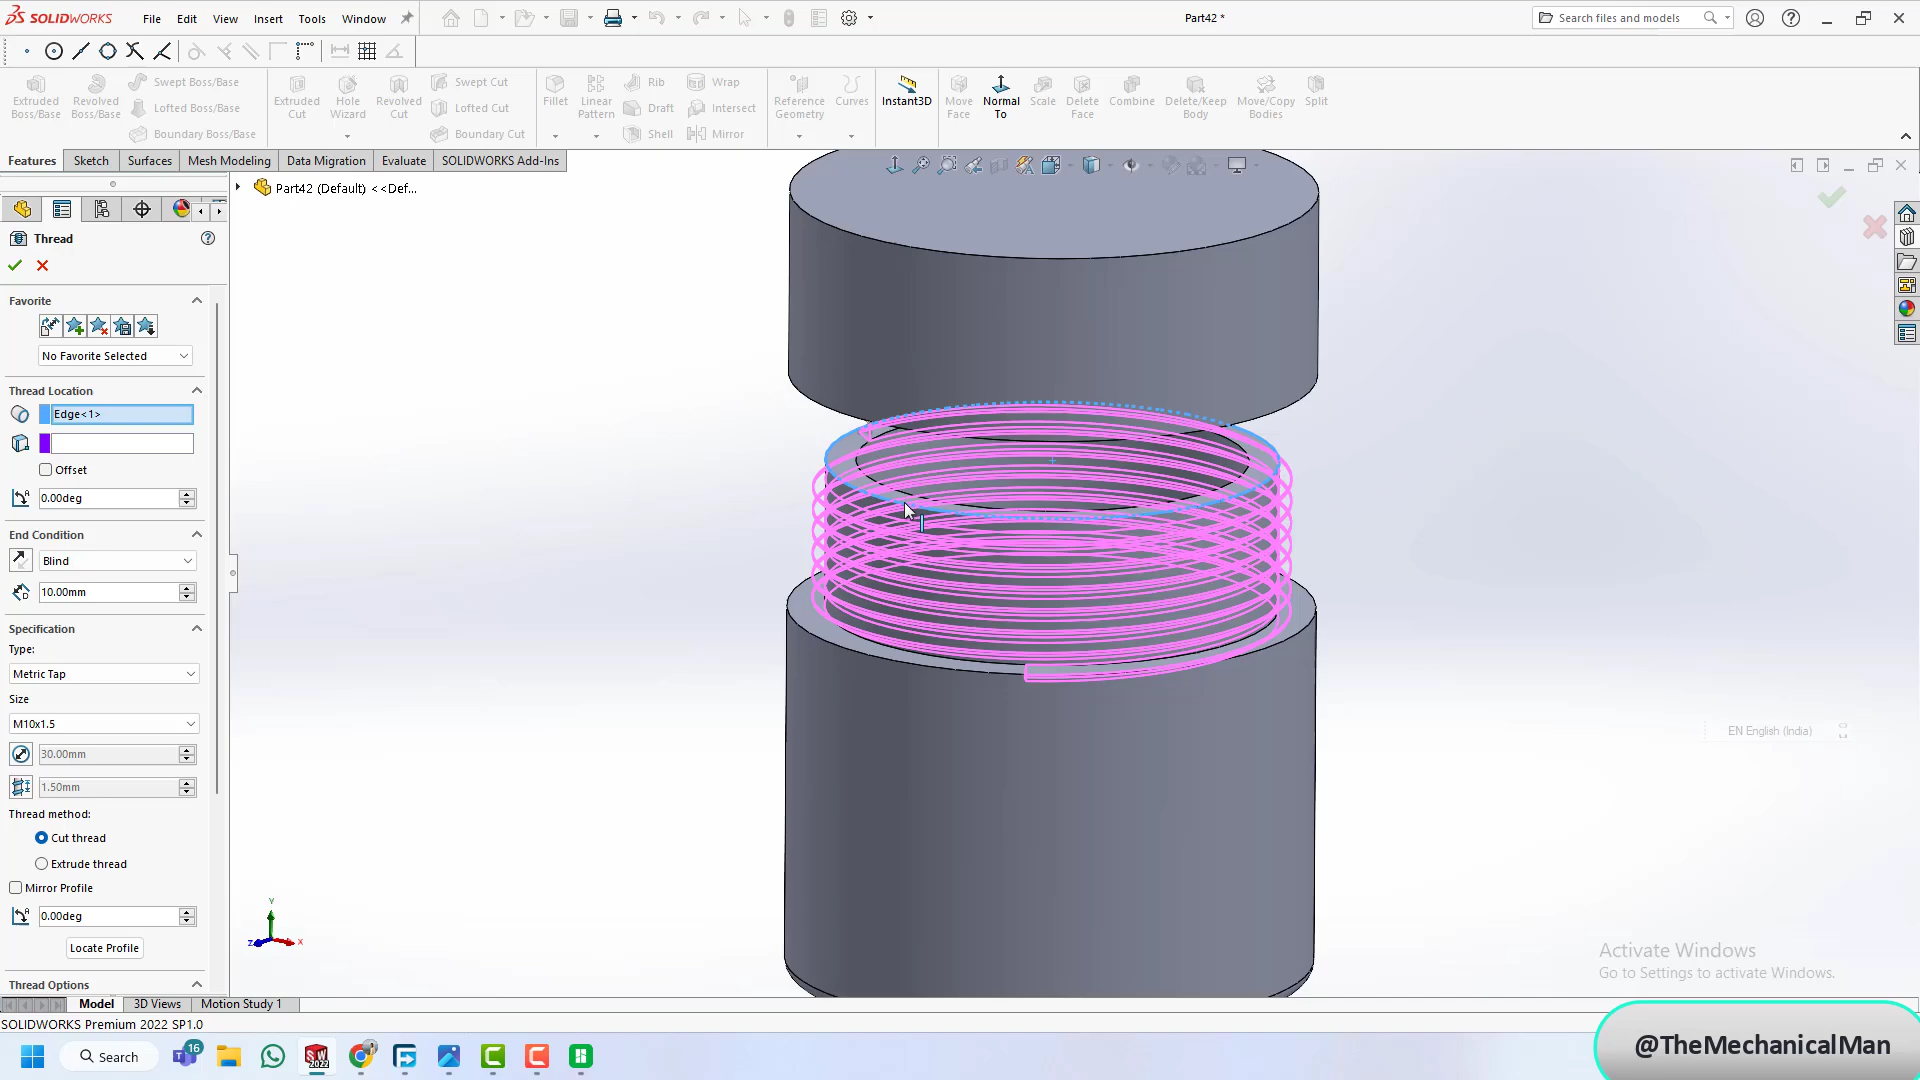 SOLIDWORKS File Edit View Insert Tools Window Part42 * Search files and models
Extruded Boss/Base
Revolved Boss/Base
Swept Boss/Base
Lofted Boss/Base
Boundary Boss/Base
Extruded Cut
Hole Wizard
Revolved Cut
Swept Cut
Lofted Cut
Boundary Cut
Fillet
Linear Pattern
Rib
Draft
Shell
Wrap
Intersect
Mirror
Reference Geometry
Curves
Instant3D
Move Face
Normal To
Scale
Delete Face
Combine
Delete/Keep Body
Move/Copy Bodies
Split
Features Sketch Surfaces Mesh Modeling Data Migration Evaluate SOLIDWORKS Add-Ins
Part42 (Default) <<Def...
Thread
Favorite
No Favorite Selected
Thread Location
Edge<1>
Offset
0.00deg
End Condition
Blind
10.00mm
Specification
Type:
Metric Tap
Size
M10x1.5
30.00mm
1.50mm
Thread method:
Cut thread
Extrude thread
Mirror Profile
0.00deg
Locate Profile
Thread Options
Y
Z X
EN English (India)
Activate Windows
Go to Settings to activate Windows.
Model 3D Views Motion Study 1
SOLIDWORKS Premium 2022 SP1.0
Search
16
SW
2022
@TheMechanicalMan